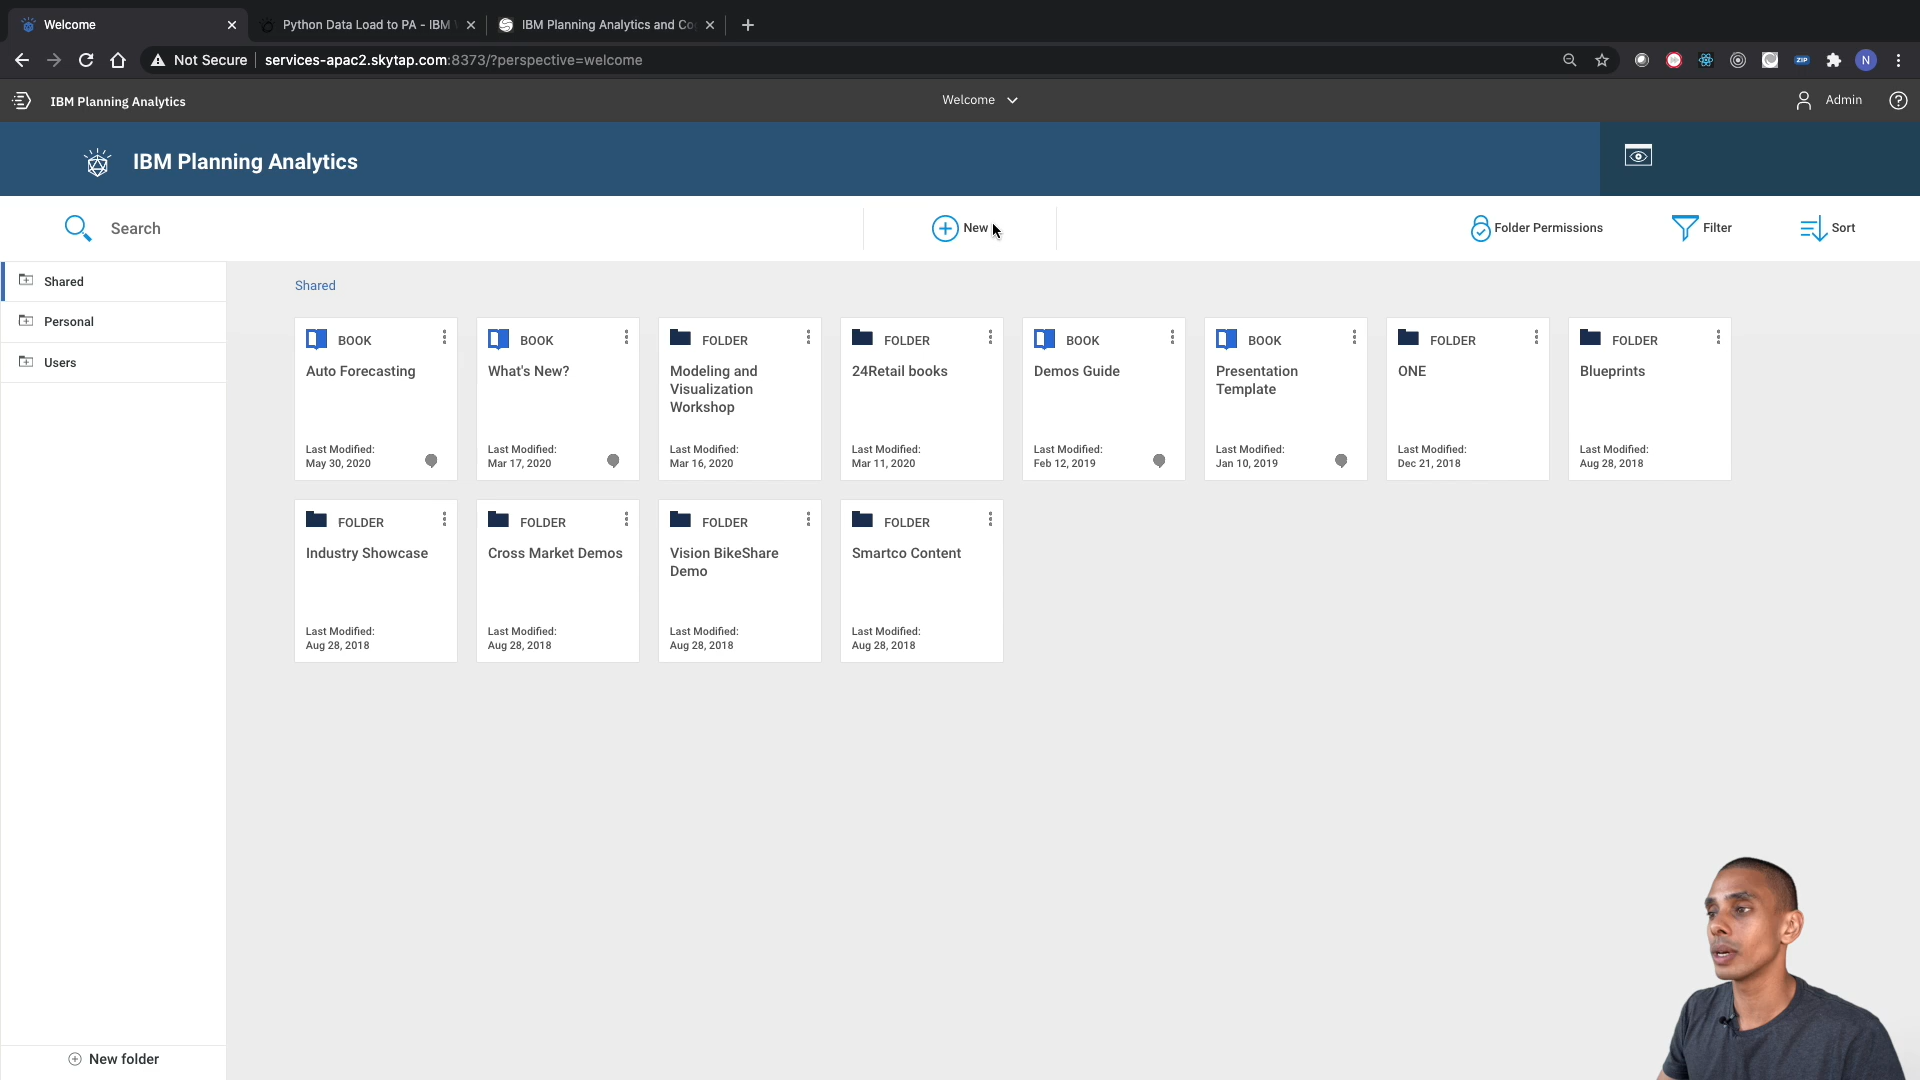 Welcome
Python Data Load to PA - IBM
IBM Planning Analytics and Co
Not Secure
services-apac2.skytap.com:8373/?perspective=welcome
ZIP
N
IBM Planning Analytics
Welcome
Admin
IBM Planning Analytics
Search
New
Folder Permissions
Filter
Sort
Shared
Personal
Users
Shared
BOOK
Auto Forecasting
Last Modified:
May 30, 2020
BOOK
What's New?
Last Modified:
Mar 17, 2020
FOLDER
Modeling and
Visualization
Workshop
Last Modified:
Mar 16, 2020
FOLDER
24Retail books
Last Modified:
Mar 11, 2020
BOOK
Demos Guide
Last Modified:
Feb 12, 2019
BOOK
Presentation
Template
Last Modified:
Jan 10, 2019
FOLDER
ONE
Last Modified:
Dec 21, 2018
FOLDER
Blueprints
Last Modified:
Aug 28, 2018
FOLDER
Industry Showcase
Last Modified:
Aug 28, 2018
FOLDER
Cross Market Demos
Last Modified:
Aug 28, 2018
FOLDER
Vision BikeShare
Demo
Last Modified:
Aug 28, 2018
FOLDER
Smartco Content
Last Modified:
Aug 28, 2018
New folder